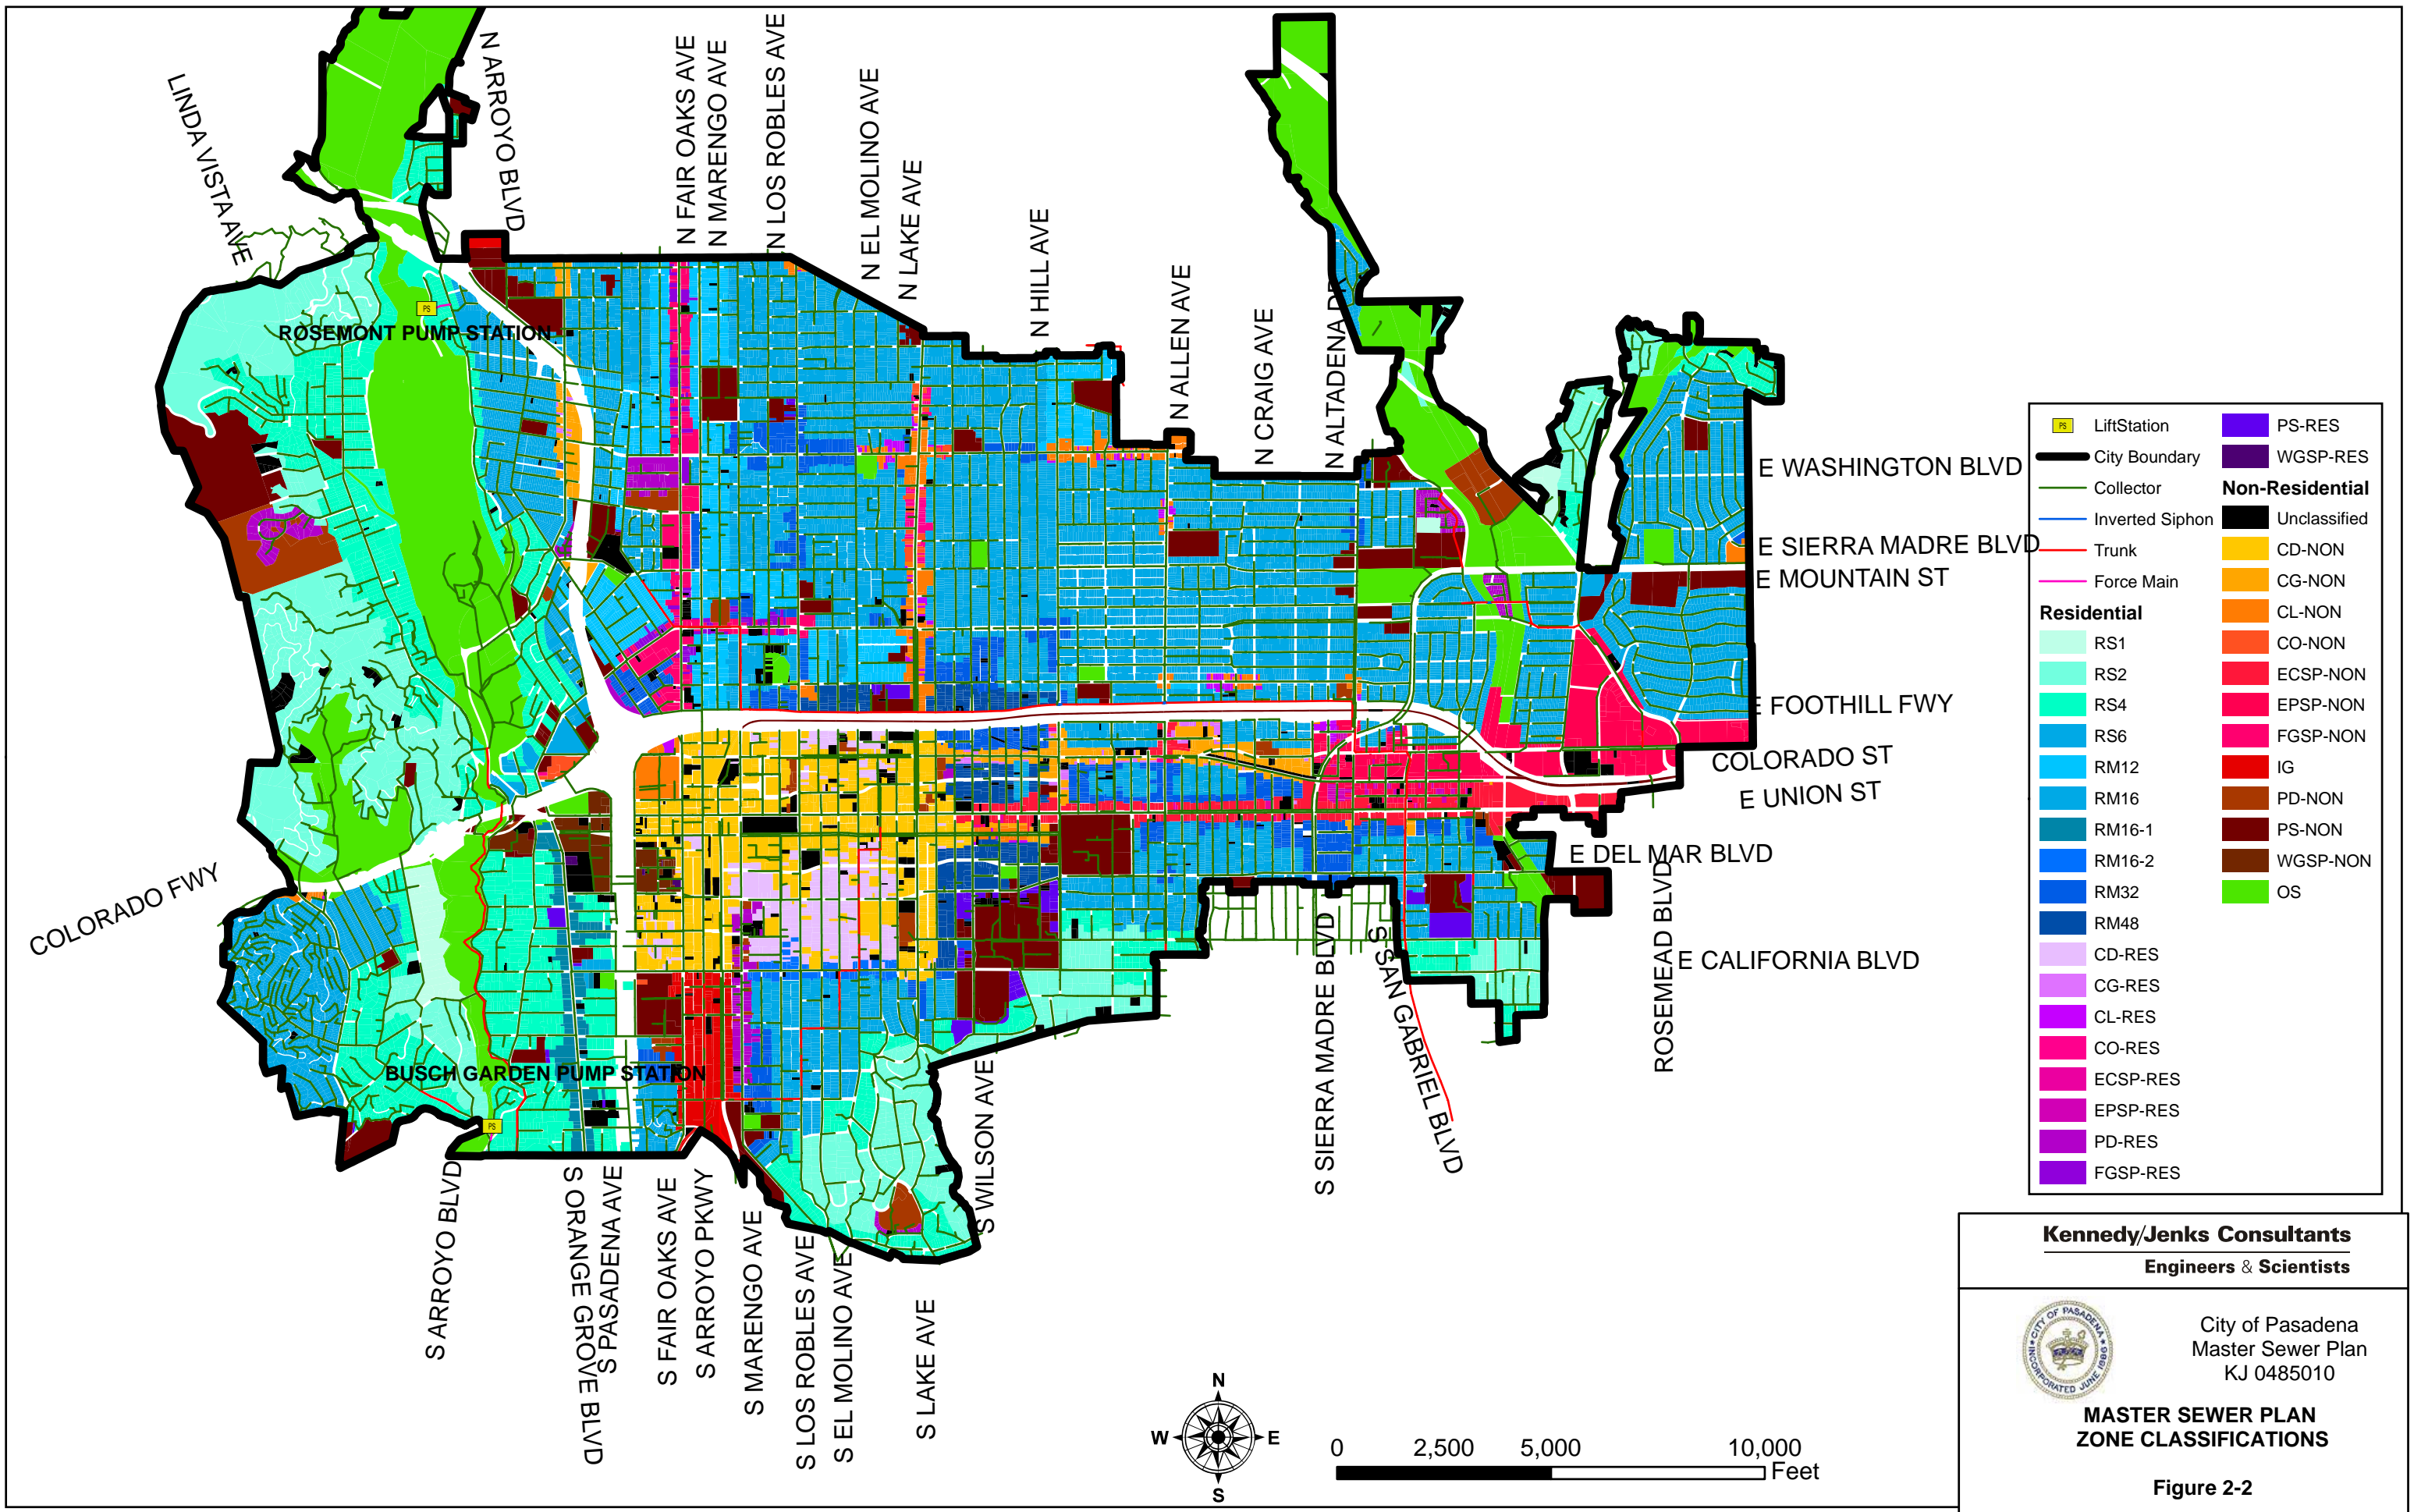 N ARROYO BLVD
LINDA VISTA AVE
N FAIR OAKS AVE
N MARENGO AVE
N LOS ROBLES AVE
N EL MOLINO AVE
N LAKE AVE
N HILL AVE
N ALLEN AVE
N CRAIG AVE
N ALTADENA DR
PS
ROSEMONT PUMP STATION
E WASHINGTON BLVD
E SIERRA MADRE BLVD
E MOUNTAIN ST
E FOOTHILL FWY
COLORADO ST
E UNION ST
E DEL MAR BLVD
COLORADO FWY
E CALIFORNIA BLVD
ROSEMEAD BLVD
BUSCH GARDEN PUMP STATION
PS
S ARROYO BLVD
S ORANGE GROVE BLVD
S PASADENA AVE
S FAIR OAKS AVE
S ARROYO PKWY
S MARENGO AVE
S LOS ROBLES AVE
S EL MOLINO AVE
S LAKE AVE
S WILSON AVE
S SIERRA MADRE BLVD
S SAN GABRIEL BLVD
PS LiftStation
City Boundary
Collector
Inverted Siphon
Trunk
Force Main
Residential
RS1
RS2
RS4
RS6
RM12
RM16
RM16-1
RM16-2
RM32
RM48
CD-RES
CG-RES
CL-RES
CO-RES
ECSP-RES
EPSP-RES
PD-RES
FGSP-RES
PS-RES
WGSP-RES
Non-Residential
Unclassified
CD-NON
CG-NON
CL-NON
CO-NON
ECSP-NON
EPSP-NON
FGSP-NON
IG
PD-NON
PS-NON
WGSP-NON
OS
N
W E
S
0 2,500 5,000 10,000
Feet
Kennedy/Jenks Consultants
Engineers & Scientists
CITY OF PASADENA
INCORPORATED JUNE 1886
City of Pasadena
Master Sewer Plan
KJ 0485010
MASTER SEWER PLAN
ZONE CLASSIFICATIONS
Figure 2-2